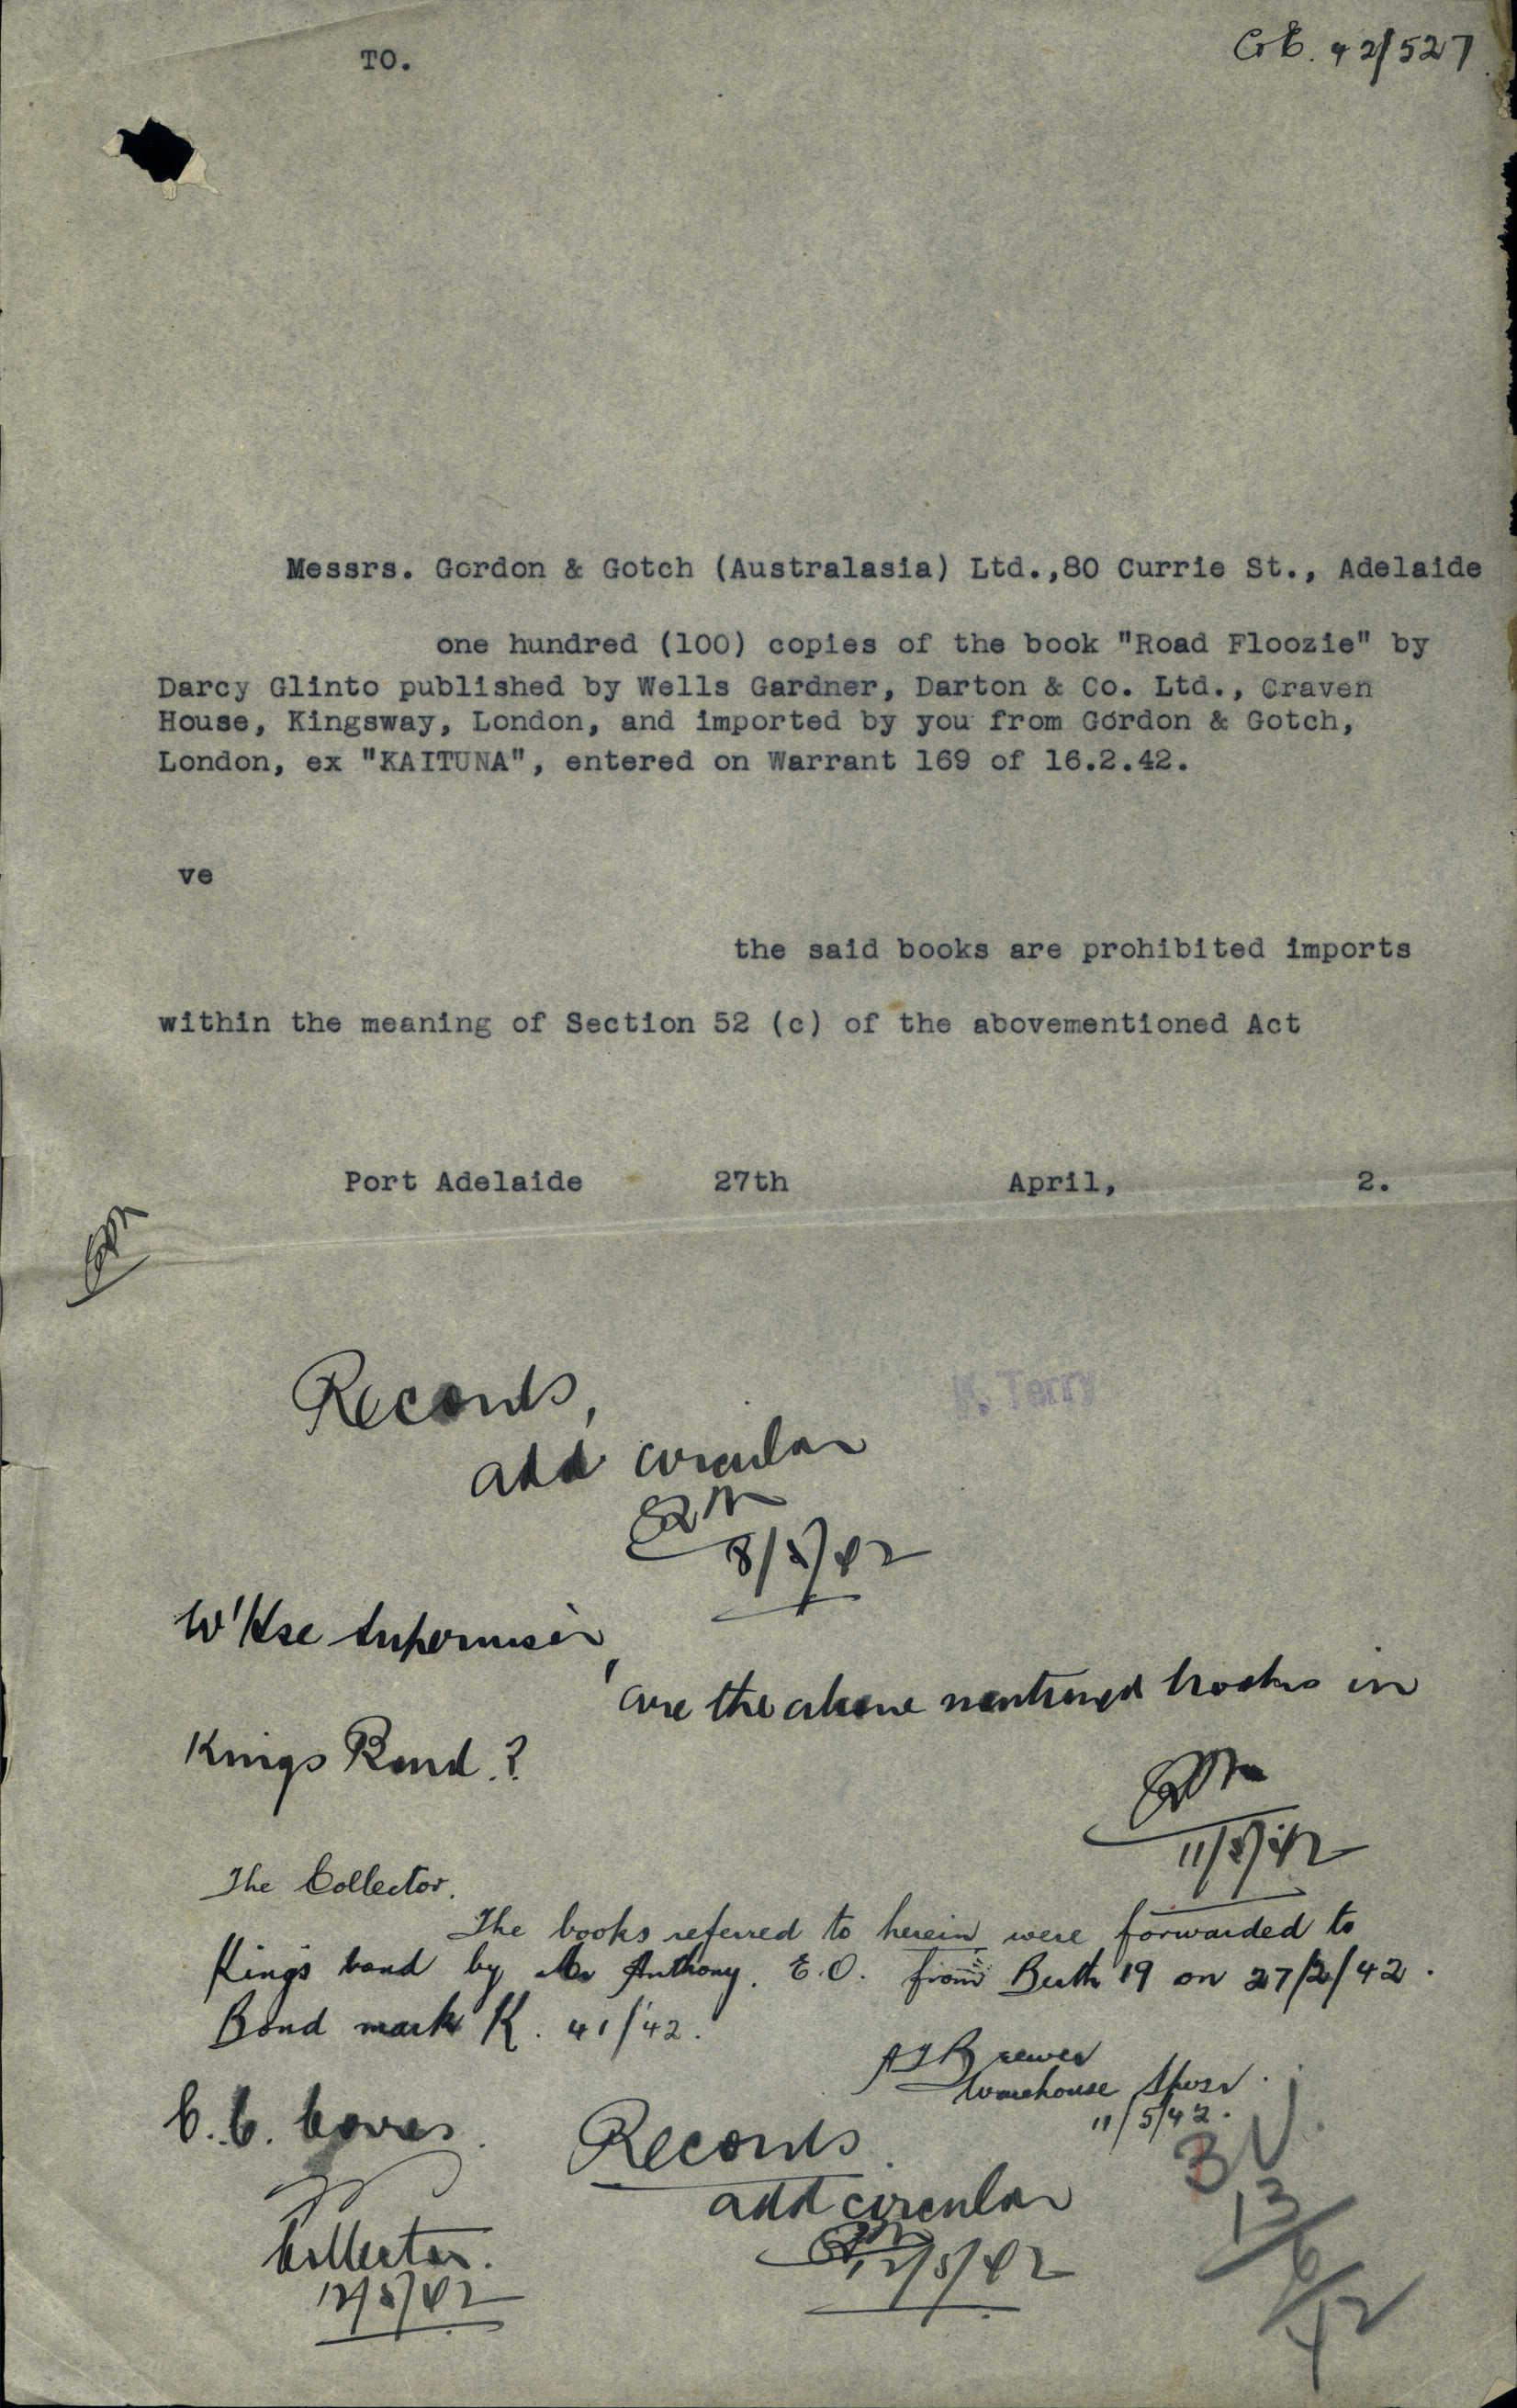 TO.
42/527
Messrs. Gordon & Gotch (Australasia) Ltd.,80 Currie St., Adelaide
one hundred (100) copies of the book "Road Floozie" by
Darcy Glinto published by Wells Gardner, Darton & Co. Ltd., Craven
House, Kingsway, London, and imported by you from Gordon & Gotch,
London, ex "KAITUNA", entered on Warrant 169 of 16.2.42.
ve
the said books are prohibited imports
within the meaning of Section 52 (c) of the abovementioned Act
Port Adelaide 27th April, 2.
Terry
Records,
add circular
8/5/42
W'Hse Supervisor,
are the above mentioned books in
Kings Bond.?
11/5/42
The Collector.
The books referred to herein were forwarded to
King's bond by Mr Anthony. E.O. from Berth 19 on 27/2/42.
Bond mark K. 41/42.
Brewer
Warehouse Spvsr.
11/5/42.
C. C.
Records.
add circular
12/5/42
Collector.
12/5/42
13/6/42